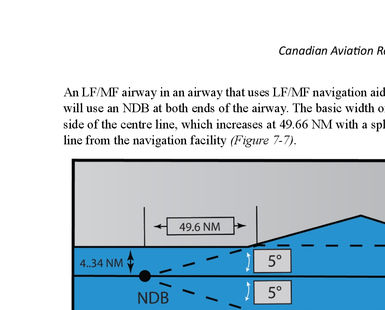 Canadian Aviation R
An LF/MF airway in an airway that uses LF/MF navigation aid
will use an NDB at both ends of the airway. The basic width o
side of the centre line, which increases at 49.66 NM with a spl
line from the navigation facility (Figure 7-7).
49.6 NM
4..34 NM
5°
5°
NDB